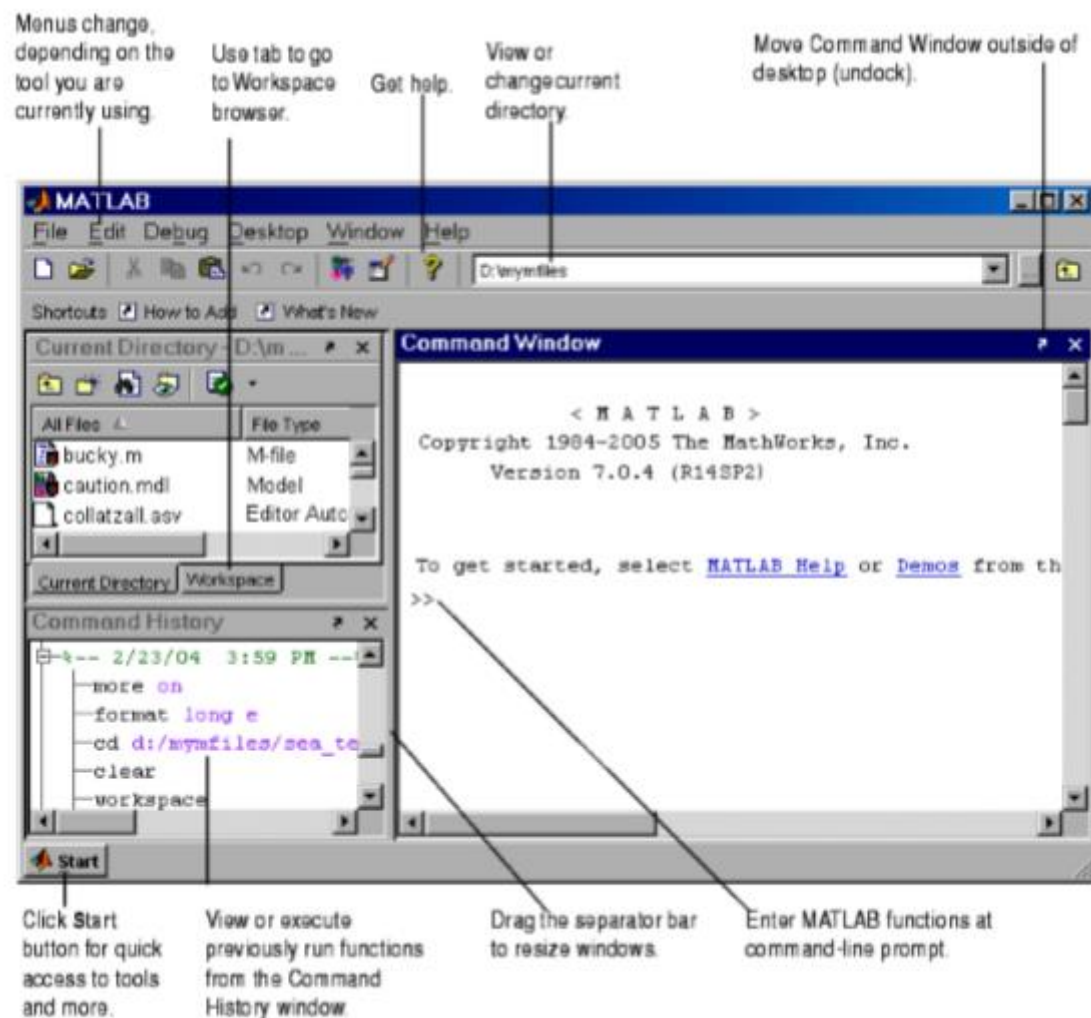 Menus change,
depending on the
tool you are
currently using.
Use tab to go
to Workspace
browser.
Get help.
View or
change current
directory.
Move Command Window outside of
desktop (undock).
MATLAB
File Edit Debug Desktop Window Help
D:\mymfiles
Shortcuts How to Add What's New
Current Directory - D:\m...
All Files File Type
bucky.m M-file
caution.mdl Model
collatzall.asv Editor Auto
Current Directory Workspace
Command History
%-- 2/23/04 3:59 PM --%
more on
format long e
cd d:/mymfiles/sea_te
clear
workspace
Command Window
< M A T L A B >
Copyright 1984-2005 The MathWorks, Inc.
Version 7.0.4 (R14SP2)
To get started, select MATLAB Help or Demos from th
>>
Start
Click Start
button for quick
access to tools
and more.
View or execute
previously run functions
from the Command
History window.
Drag the separator bar
to resize windows.
Enter MATLAB functions at
command-line prompt.